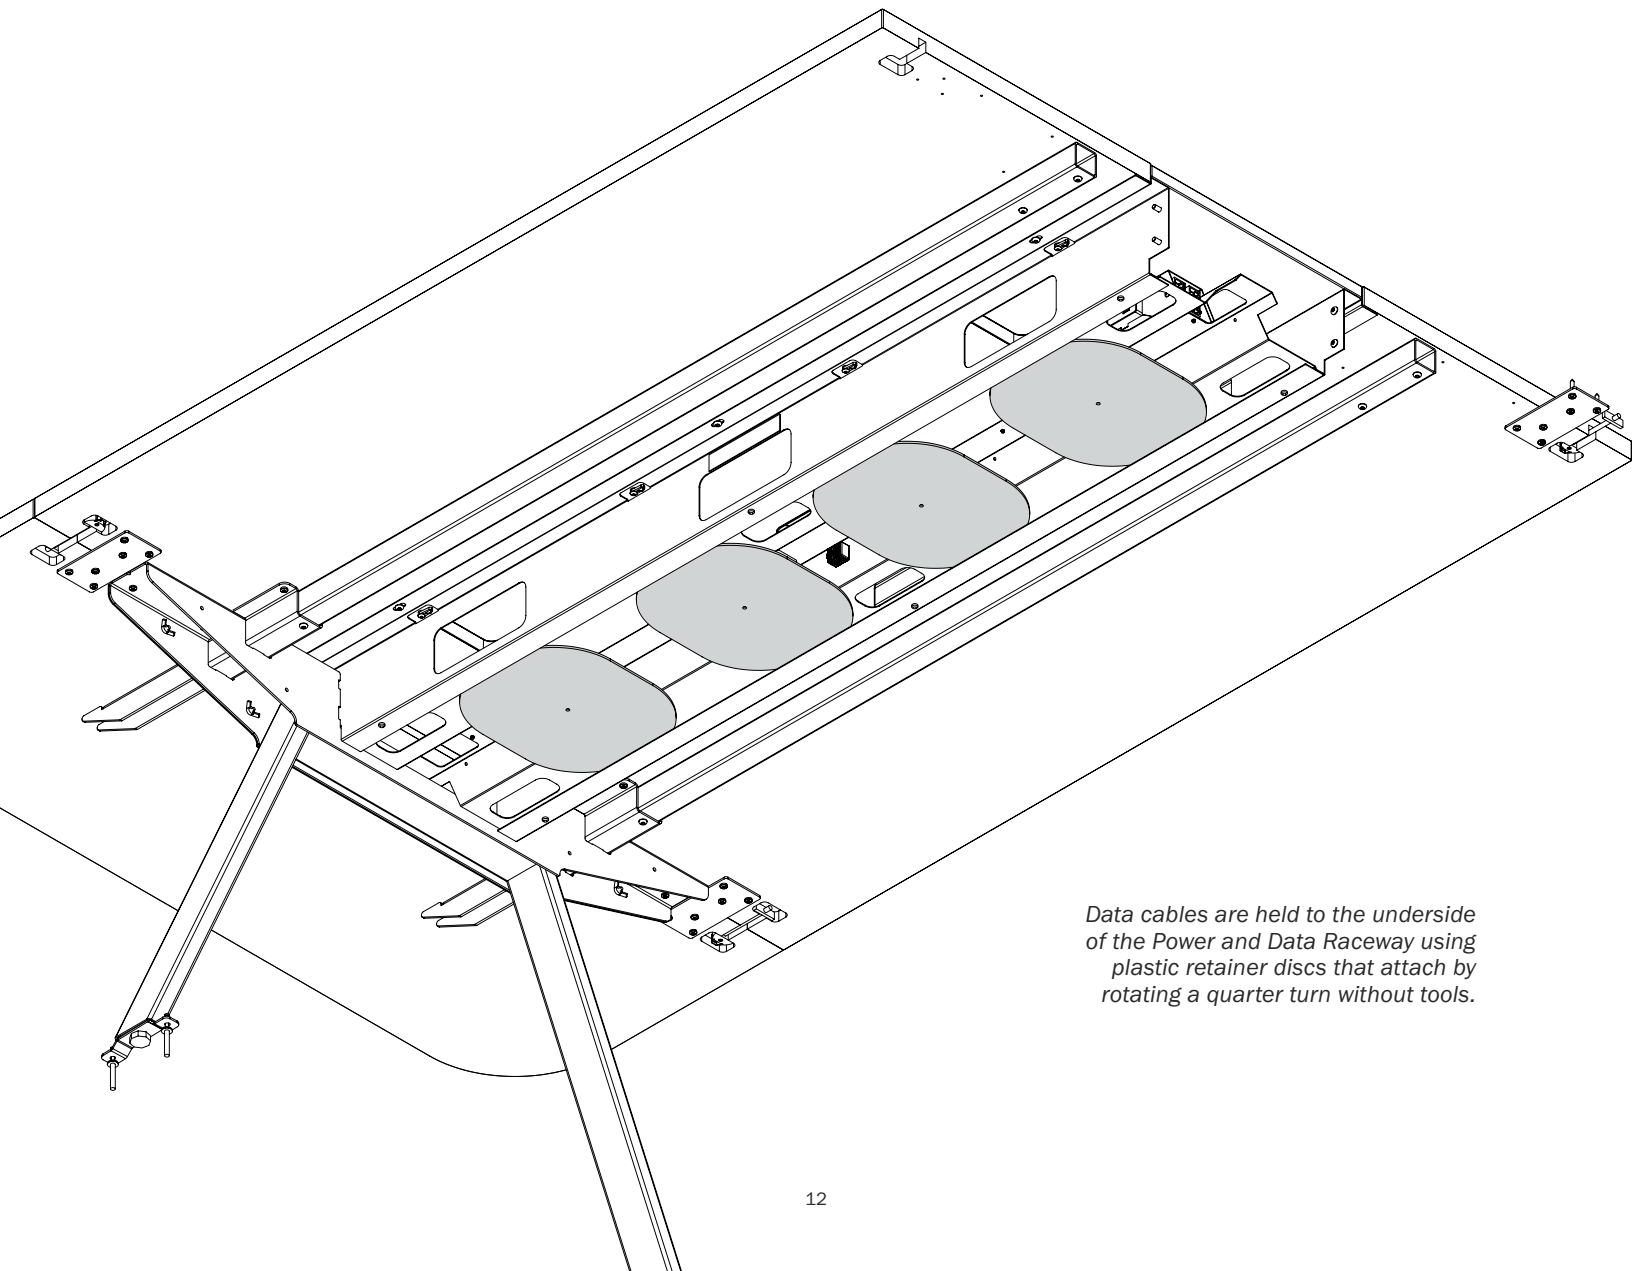 Data cables are held to the underside
of the Power and Data Raceway using
plastic retainer discs that attach by
rotating a quarter turn without tools.
12